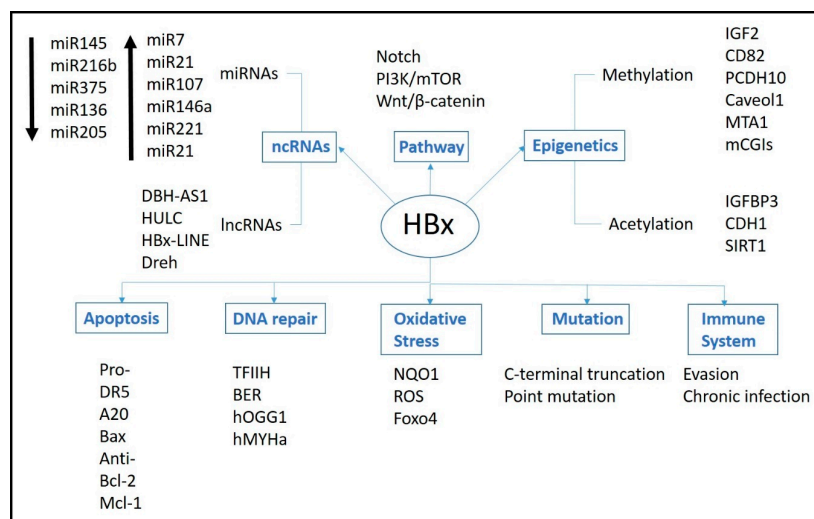 miR145
miR216b
miR375
miR136
miR205
miR7
miR21
miR107
miR146a
miR221
miR21
miRNAs
ncRNAs
DBH-AS1
HULC
HBx-LINE
Dreh
lncRNAs
Notch
PI3K/mTOR
Wnt/β-catenin
Pathway
HBx
Epigenetics
Methylation
IGF2
CD82
PCDH10
Caveol1
MTA1
mCGIs
Acetylation
IGFBP3
CDH1
SIRT1
Apoptosis
Pro-
DR5
A20
Bax
Anti-
Bcl-2
Mcl-1
DNA repair
TFIIH
BER
hOGG1
hMYHa
Oxidative
Stress
NQO1
ROS
Foxo4
Mutation
C-terminal truncation
Point mutation
Immune
System
Evasion
Chronic infection